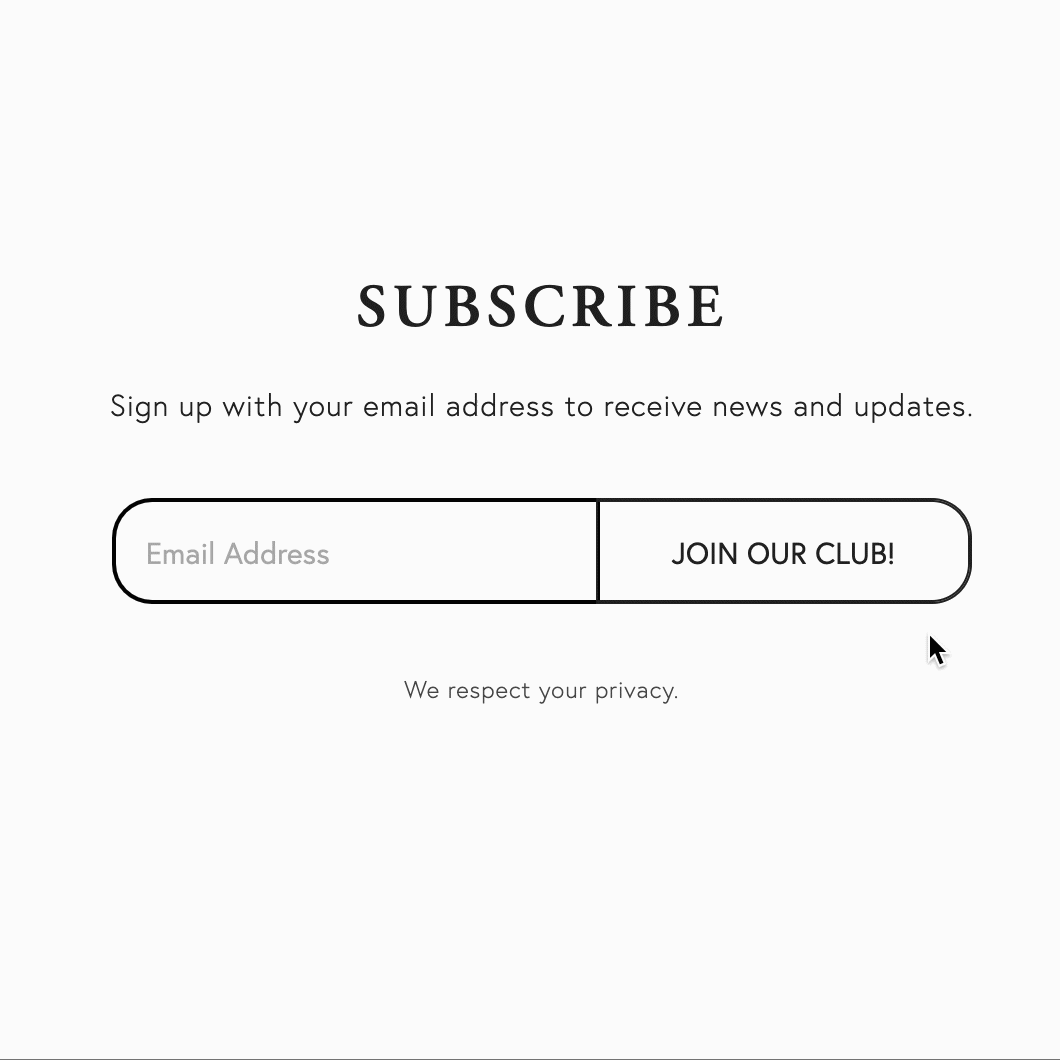 SUBSCRIBE
Sign up with your email address to receive news and updates.
Email Address
JOIN OUR CLUB!
We respect your privacy.